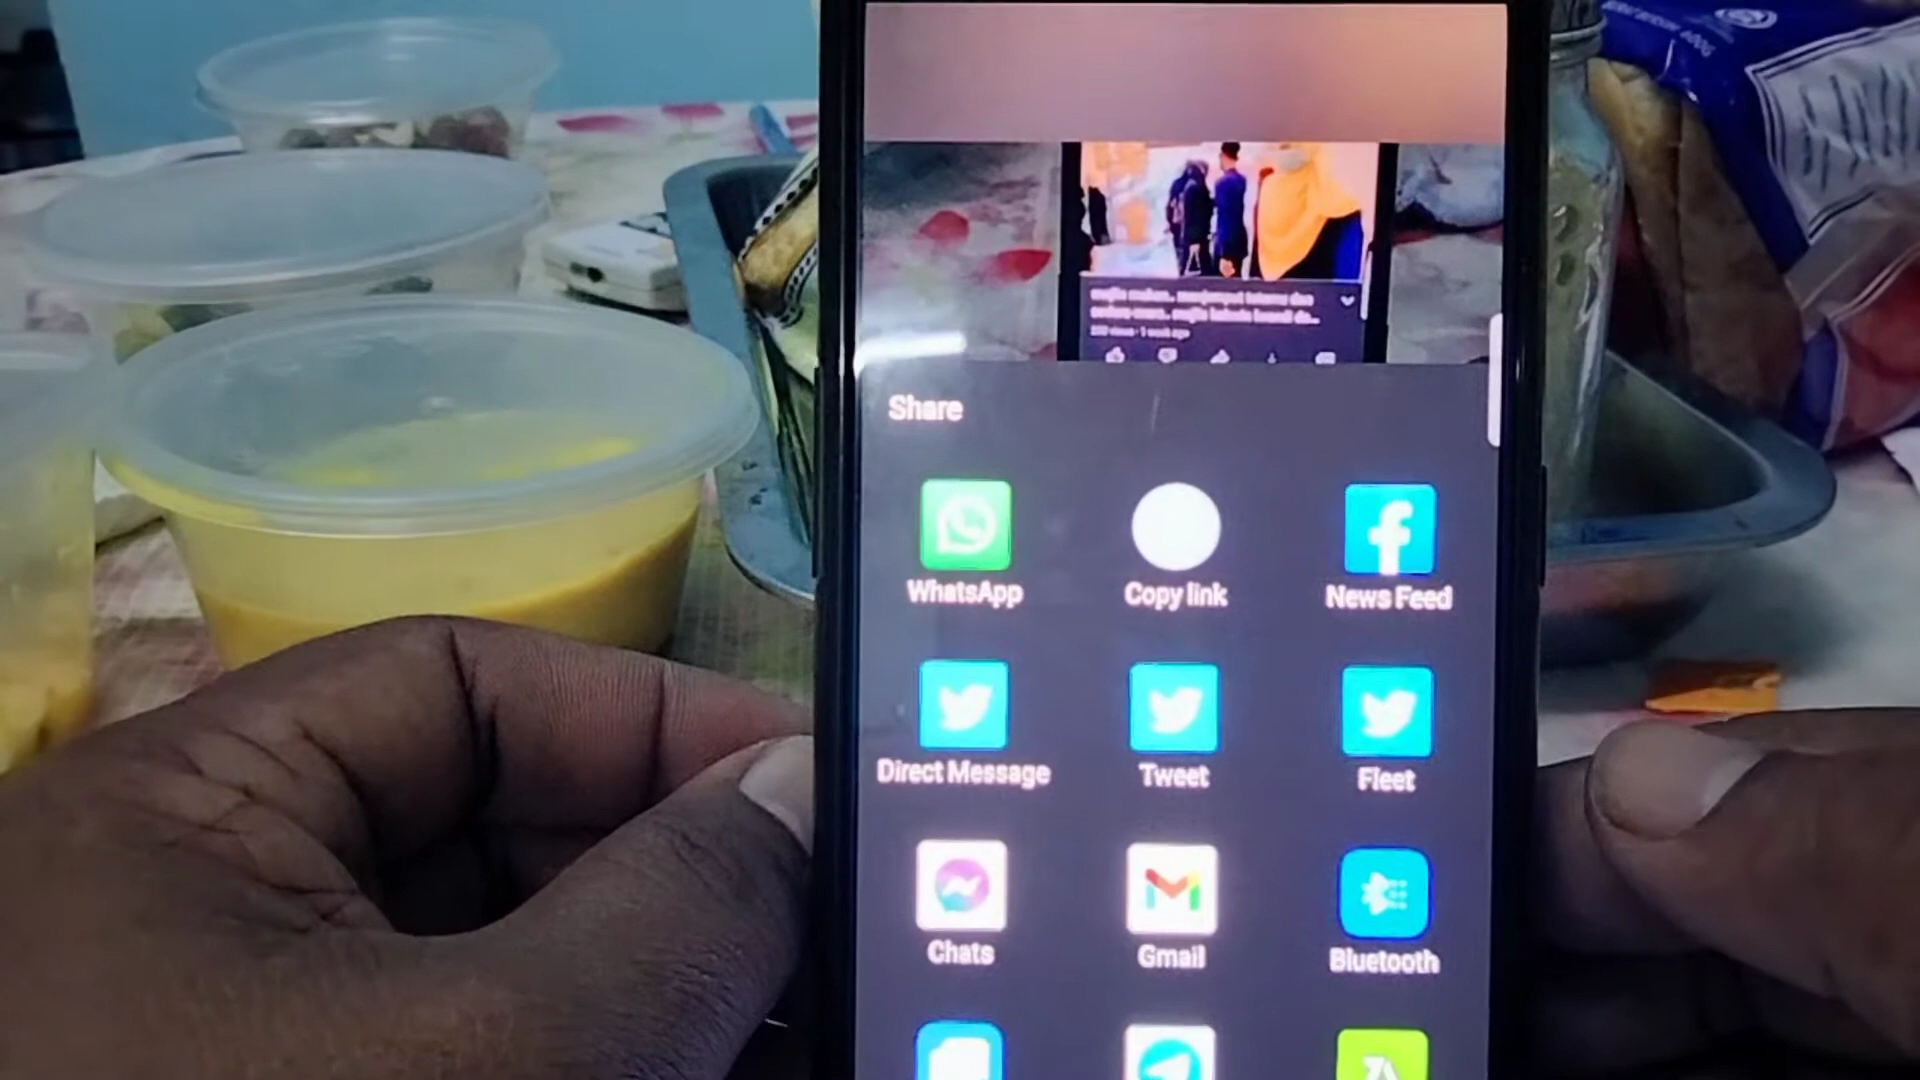 Share
WhatsApp
Copy link
News Feed
Direct Message
Tweet
Fleet
Chats
Gmail
Bluetooth